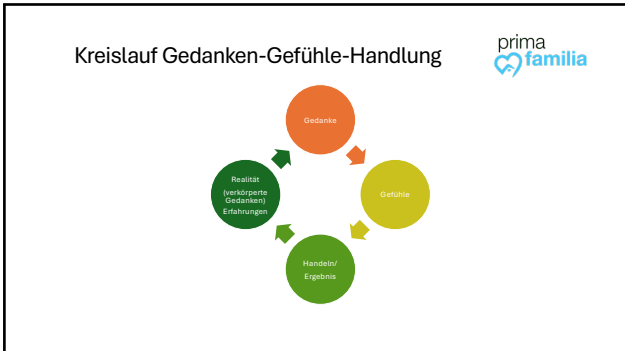 Kreislauf Gedanken-Gefühle-Handlung
prima
familia
Gedanke
Gefühle
Handeln/
Ergebnis
Realität
(verkörperte
Gedanken)
Erfahrungen